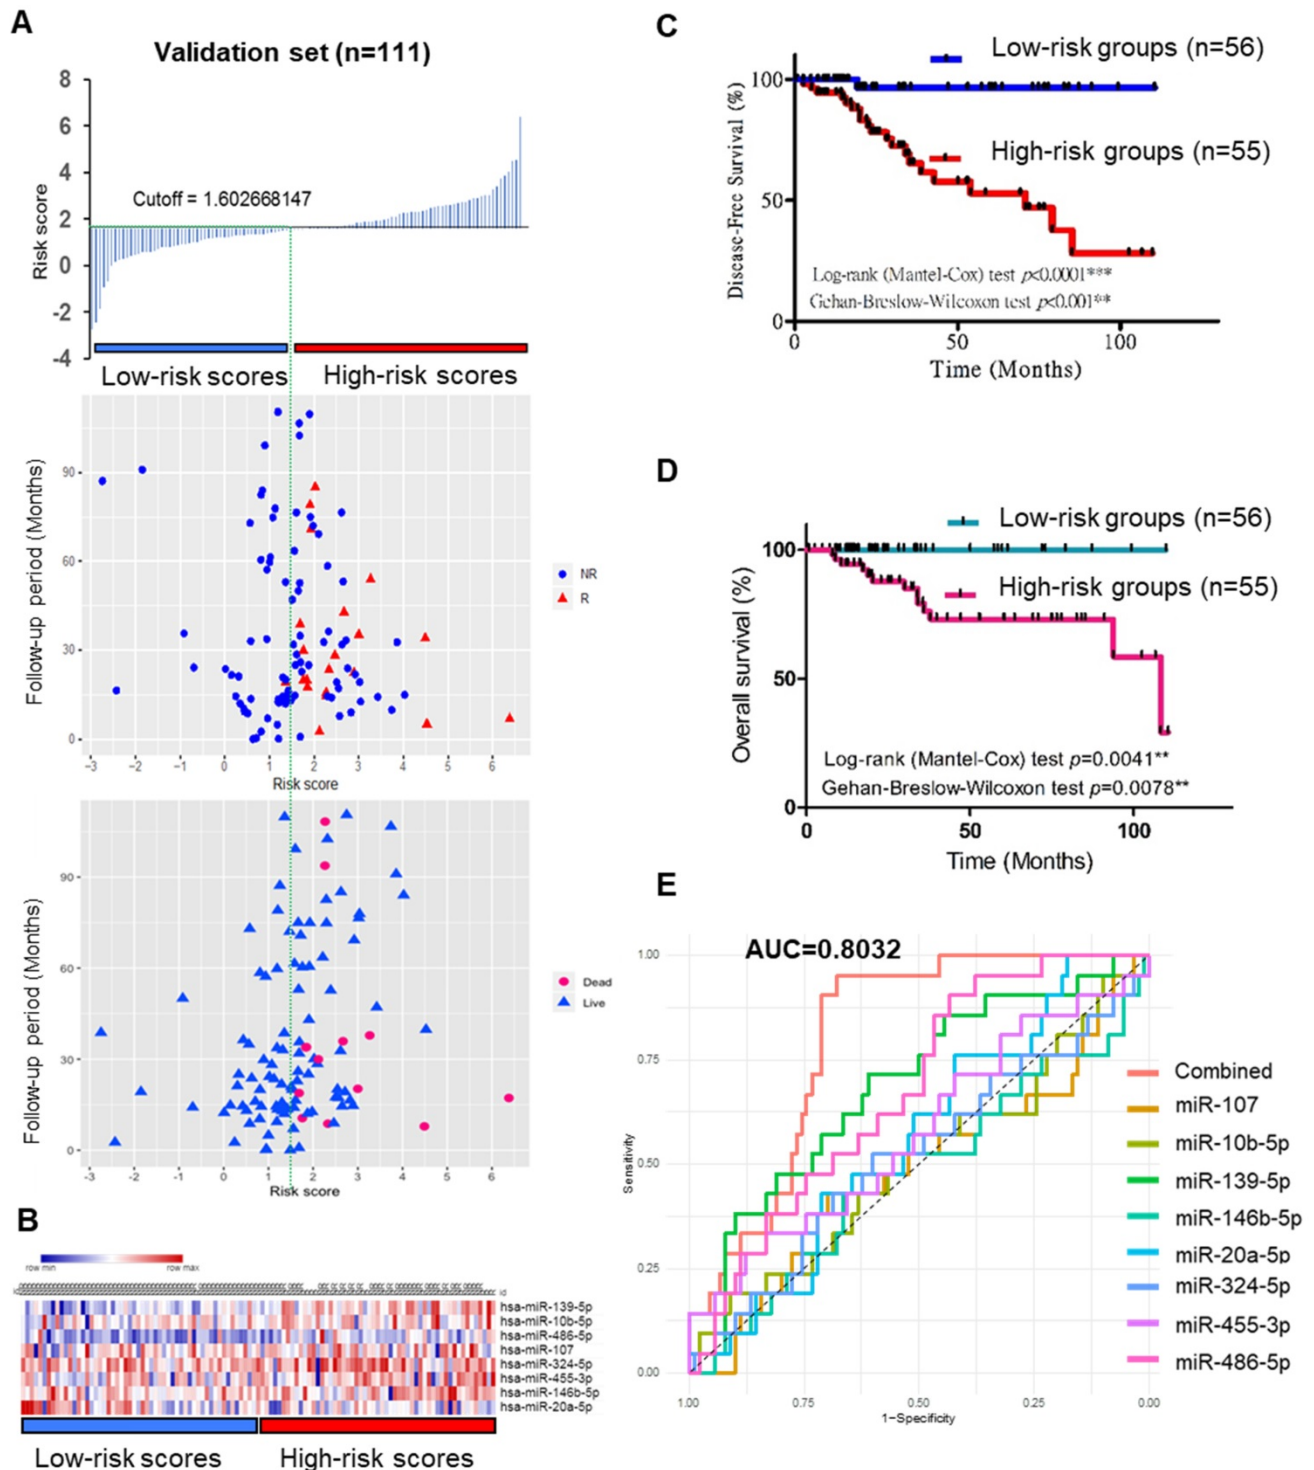 A
Validation set (n=111)
8
6
4
2
0
-2
-4
Risk score
Cutoff = 1.602668147
Low-risk scores
High-risk scores
Follow-up period (Months)
90
60
30
0
-3 -2 -1 0 1 2 3 4 5 6
Risk score
NR
R
Follow-up period (Months)
90
60
30
0
-3 -2 -1 0 1 2 3 4 5 6
Risk score
Dead
Live
B
row min row max
id
hsa-miR-139-5p
hsa-miR-10b-5p
hsa-miR-486-5p
hsa-miR-107
hsa-miR-324-5p
hsa-miR-455-3p
hsa-miR-146b-5p
hsa-miR-20a-5p
Low-risk scores
High-risk scores
C
Low-risk groups (n=56)
High-risk groups (n=55)
Disease-Free Survival (%)
100
50
0
Log-rank (Mantel-Cox) test p<0.0001***
Gehan-Breslow-Wilcoxon test p<0.001**
0 50 100
Time (Months)
D
Low-risk groups (n=56)
High-risk groups (n=55)
Overall survival (%)
100
50
0
Log-rank (Mantel-Cox) test p=0.0041**
Gehan-Breslow-Wilcoxon test p=0.0078**
0 50 100
Time (Months)
E
AUC=0.8032
Sensitivity
1.00
0.75
0.50
0.25
0.00
1.00 0.75 0.50 0.25 0.00
1-Specificity
Combined
miR-107
miR-10b-5p
miR-139-5p
miR-146b-5p
miR-20a-5p
miR-324-5p
miR-455-3p
miR-486-5p